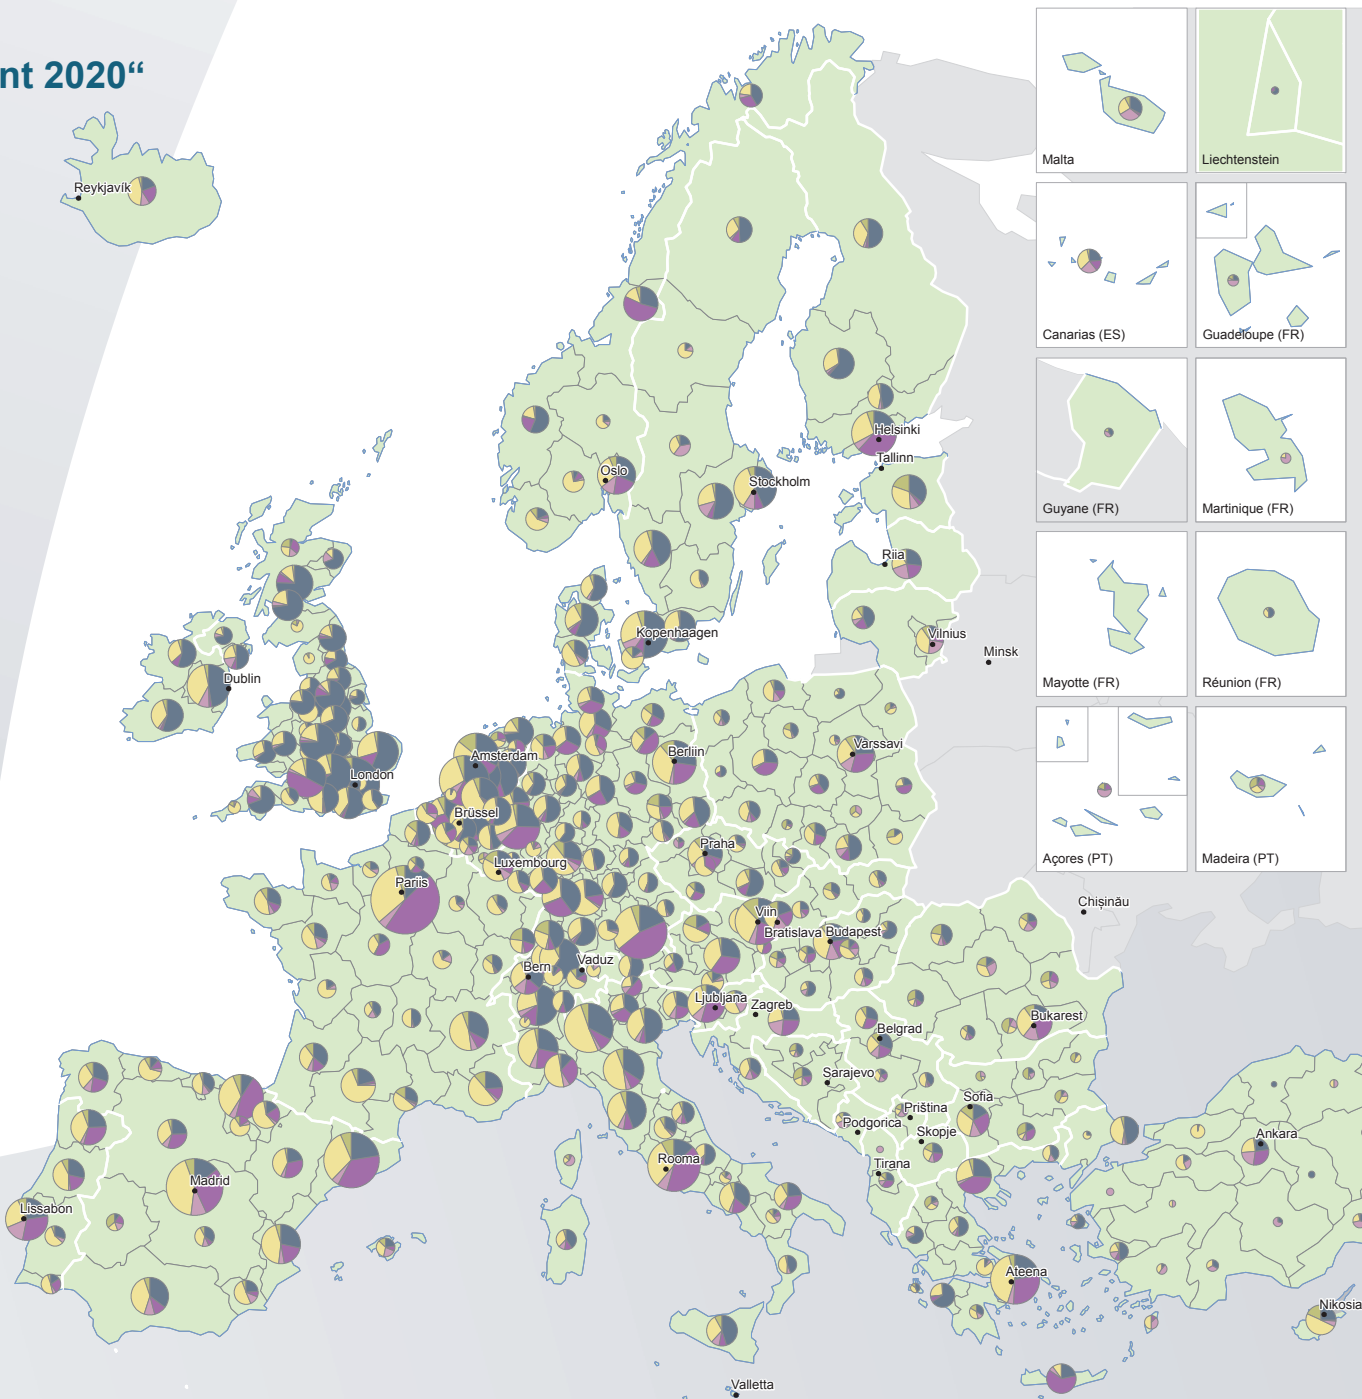 nt 2020“
Reykjavík
Malta
Liechtenstein
Canarias (ES)
Guadeloupe (FR)
Guyane (FR)
Martinique (FR)
Mayotte (FR)
Réunion (FR)
Açores (PT)
Madeira (PT)
Helsinki
Tallinn
Oslo
Stockholm
Riia
Kopenhaagen
Vilnius
Minsk
Dublin
Amsterdam
Berliin
Varssavi
London
Brüssel
Praha
Luxembourg
Pariis
Chișinău
Viin
Bratislava
Budapest
Bern
Vaduz
Ljubljana
Zagreb
Bukarest
Belgrad
Sarajevo
Priština
Sofia
Podgorica
Skopje
Ankara
Rooma
Tirana
Madrid
Lissabon
Ateena
Nikosia
Valletta